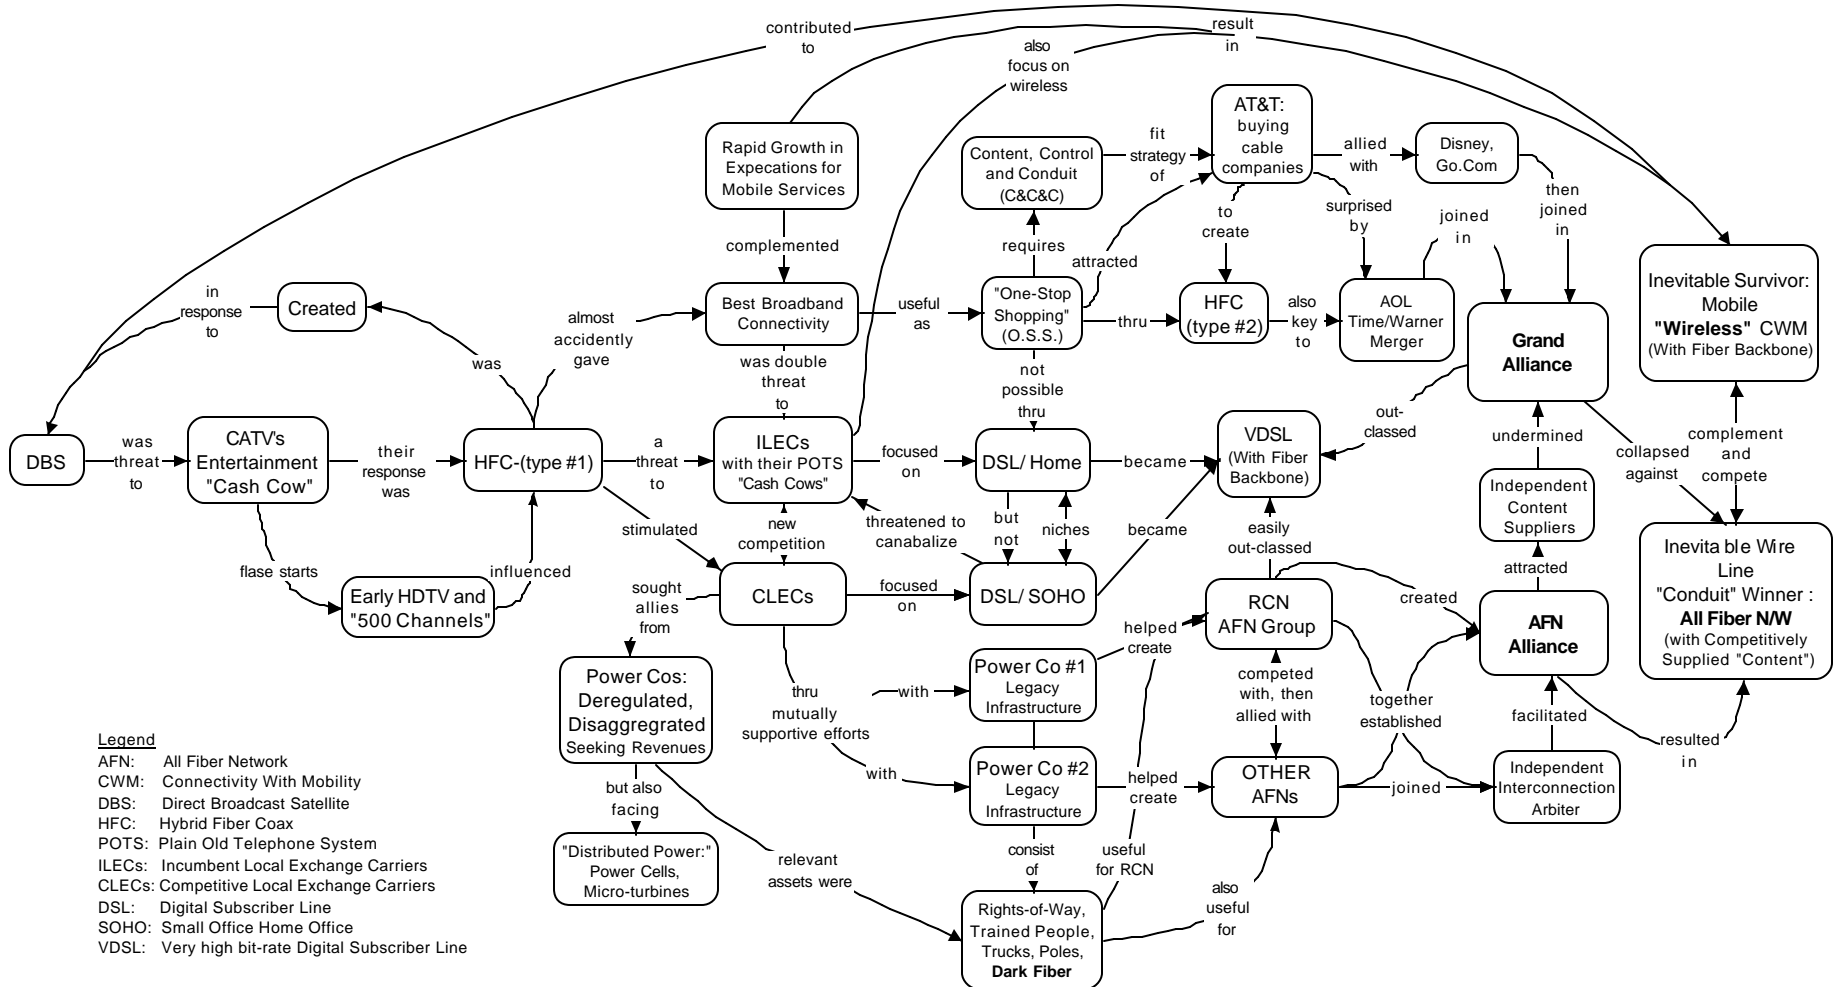 contributed
to
result
in
also
focus on
wireless
Rapid Growth in
Expecations for
Mobile Services
complemented
Content, Control
and Conduit
(C&C&C)
fit
strategy
of
AT&T:
buying
cable
companies
allied
with
Disney,
Go.Com
then
joined
in
surprised
by
joined
in
to
create
requires
attracted
in
response
to
Created
was
almost
accidently
gave
Best Broadband
Connectivity
useful
as
"One-Stop
Shopping"
(O.S.S.)
thru
HFC
(type #2)
also
key
to
AOL
Time/Warner
Merger
Grand
Alliance
Inevitable Survivor:
Mobile
"Wireless" CWM
(With Fiber Backbone)
was double
threat
to
not
possible
thru
out-
classed
DBS
was
threat
to
CATV's
Entertainment
"Cash Cow"
their
response
was
HFC-(type #1)
a
threat
to
ILECs
with their POTS
"Cash Cows"
focused
on
DSL/ Home
became
VDSL
(With Fiber
Backbone)
undermined
collapsed
against
complement
and
compete
Independent
Content
Suppliers
stimulated
new
competition
threatened to
canabalize
but
not
niches
became
easily
out-classed
attracted
flase starts
Early HDTV and
"500 Channels"
influenced
sought
allies
from
CLECs
focused
on
DSL/ SOHO
RCN
AFN Group
created
AFN
Alliance
Inevitable Wire
Line
"Conduit" Winner :
All Fiber N/W
(with Competitively
Supplied "Content")
helped
create
Power Cos:
Deregulated,
Disaggregrated
Seeking Revenues
thru
mutually
supportive efforts
with
Power Co #1
Legacy
Infrastructure
competed
with, then
allied with
together
established
facilitated
resulted
in
with
Power Co #2
Legacy
Infrastructure
helped
create
OTHER
AFNs
joined
Independent
Interconnection
Arbiter
but also
facing
"Distributed Power:"
Power Cells,
Micro-turbines
relevant
assets were
consist
of
useful
for RCN
also
useful
for
Rights-of-Way,
Trained People,
Trucks, Poles,
Dark Fiber
Legend
AFN: All Fiber Network
CWM: Connectivity With Mobility
DBS: Direct Broadcast Satellite
HFC: Hybrid Fiber Coax
POTS: Plain Old Telephone System
ILECs: Incumbent Local Exchange Carriers
CLECs: Competitive Local Exchange Carriers
DSL: Digital Subscriber Line
SOHO: Small Office Home Office
VDSL: Very high bit-rate Digital Subscriber Line